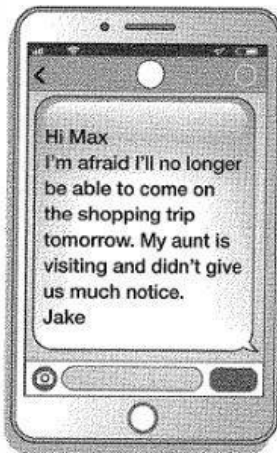 Hi Max
I'm afraid I'll no longer
be able to come on
the shopping trip
tomorrow. My aunt is
visiting and didn't give
us much notice.
Jake